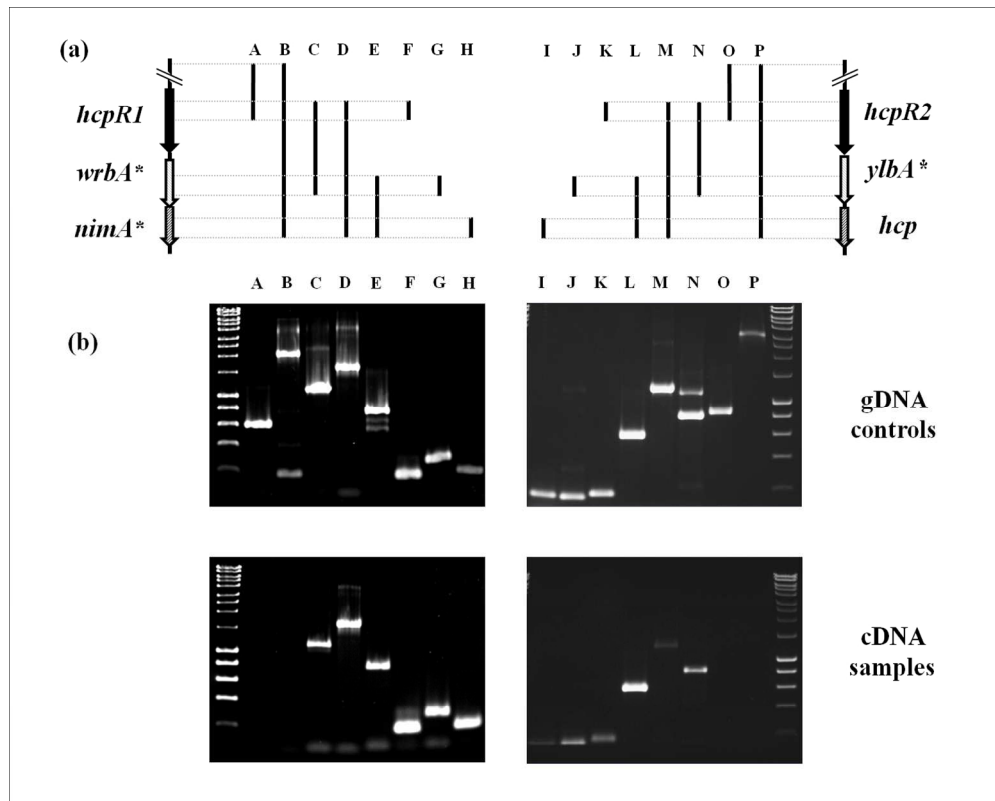 (a)
A B C D E F G H
I J K L M N O P
hcpR1
wrbA*
nimA*
hcpR2
ylbA*
hcp
(b)
A B C D E F G H
I J K L M N O P
gDNA
controls
cDNA
samples